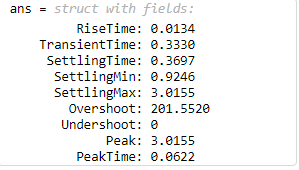 ans = struct with fields:
RiseTime: 0.0134
TransientTime: 0.3330
SettlingTime: 0.3697
SettlingMin: 0.9246
SettlingMax: 3.0155
Overshoot: 201.5520
Undershoot: 0
Peak: 3.0155
PeakTime: 0.0622